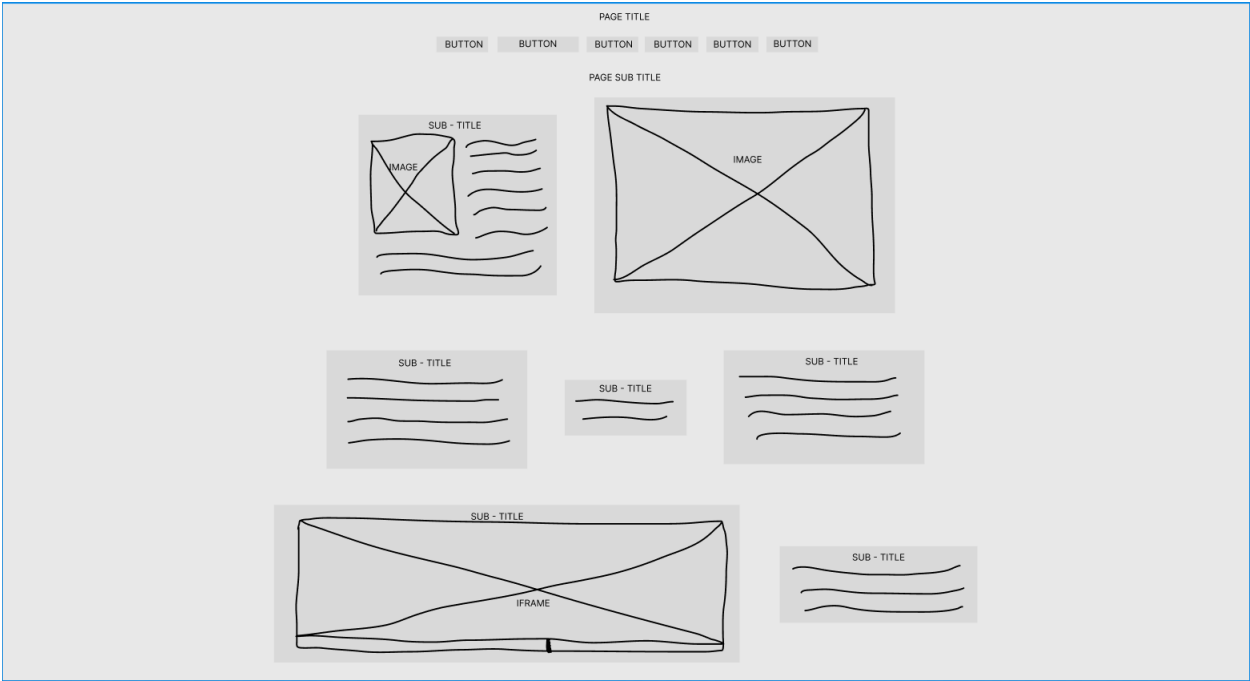 PAGE TITLE
BUTTON BUTTON BUTTON BUTTON BUTTON BUTTON
PAGE SUB TITLE
SUB - TITLE
IMAGE
IMAGE
SUB - TITLE
SUB - TITLE
SUB - TITLE
SUB - TITLE
IFRAME
SUB - TITLE